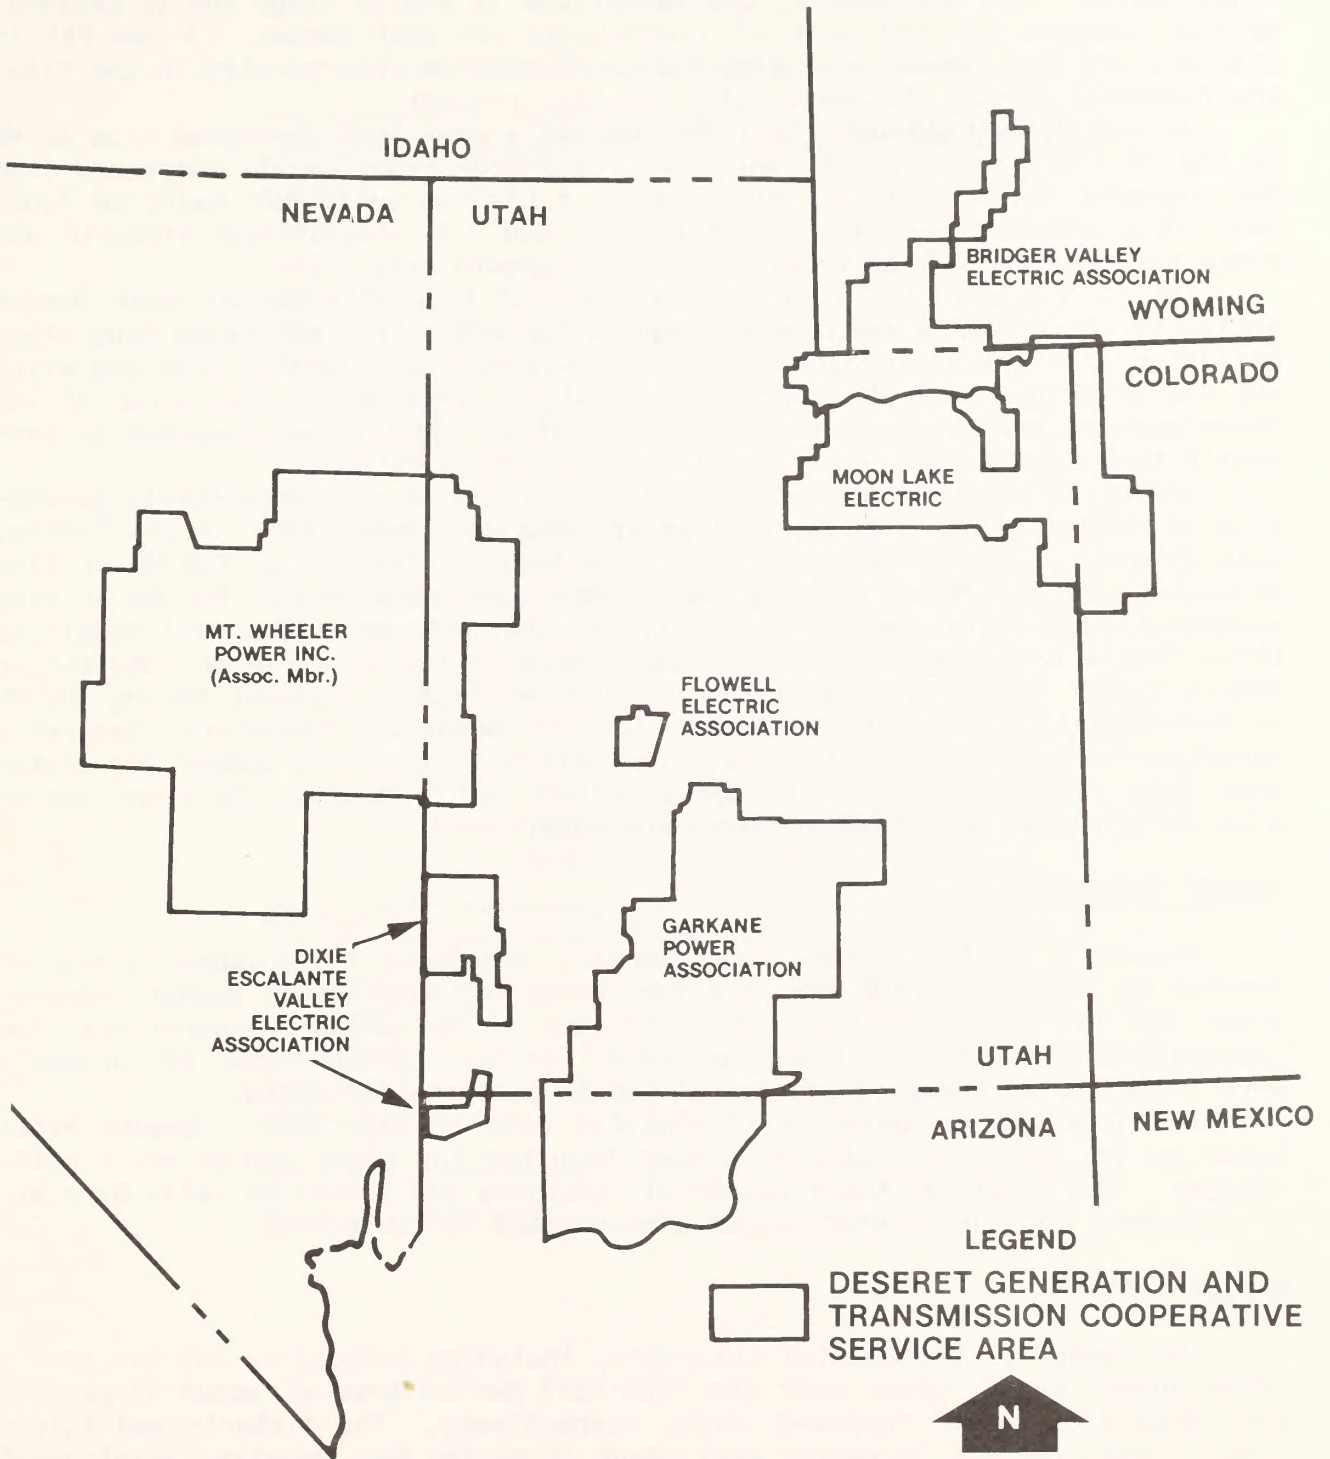 IDAHO
NEVADA
UTAH
BRIDGER VALLEY
ELECTRIC ASSOCIATION
WYOMING
COLORADO
MOON LAKE
ELECTRIC
MT. WHEELER
POWER INC.
(Assoc. Mbr.)
FLOWELL
ELECTRIC
ASSOCIATION
GARKANE
POWER
ASSOCIATION
DIXIE
ESCALANTE
VALLEY
ELECTRIC
ASSOCIATION
UTAH
ARIZONA
NEW MEXICO
LEGEND
DESERET GENERATION AND
TRANSMISSION COOPERATIVE
SERVICE AREA
N